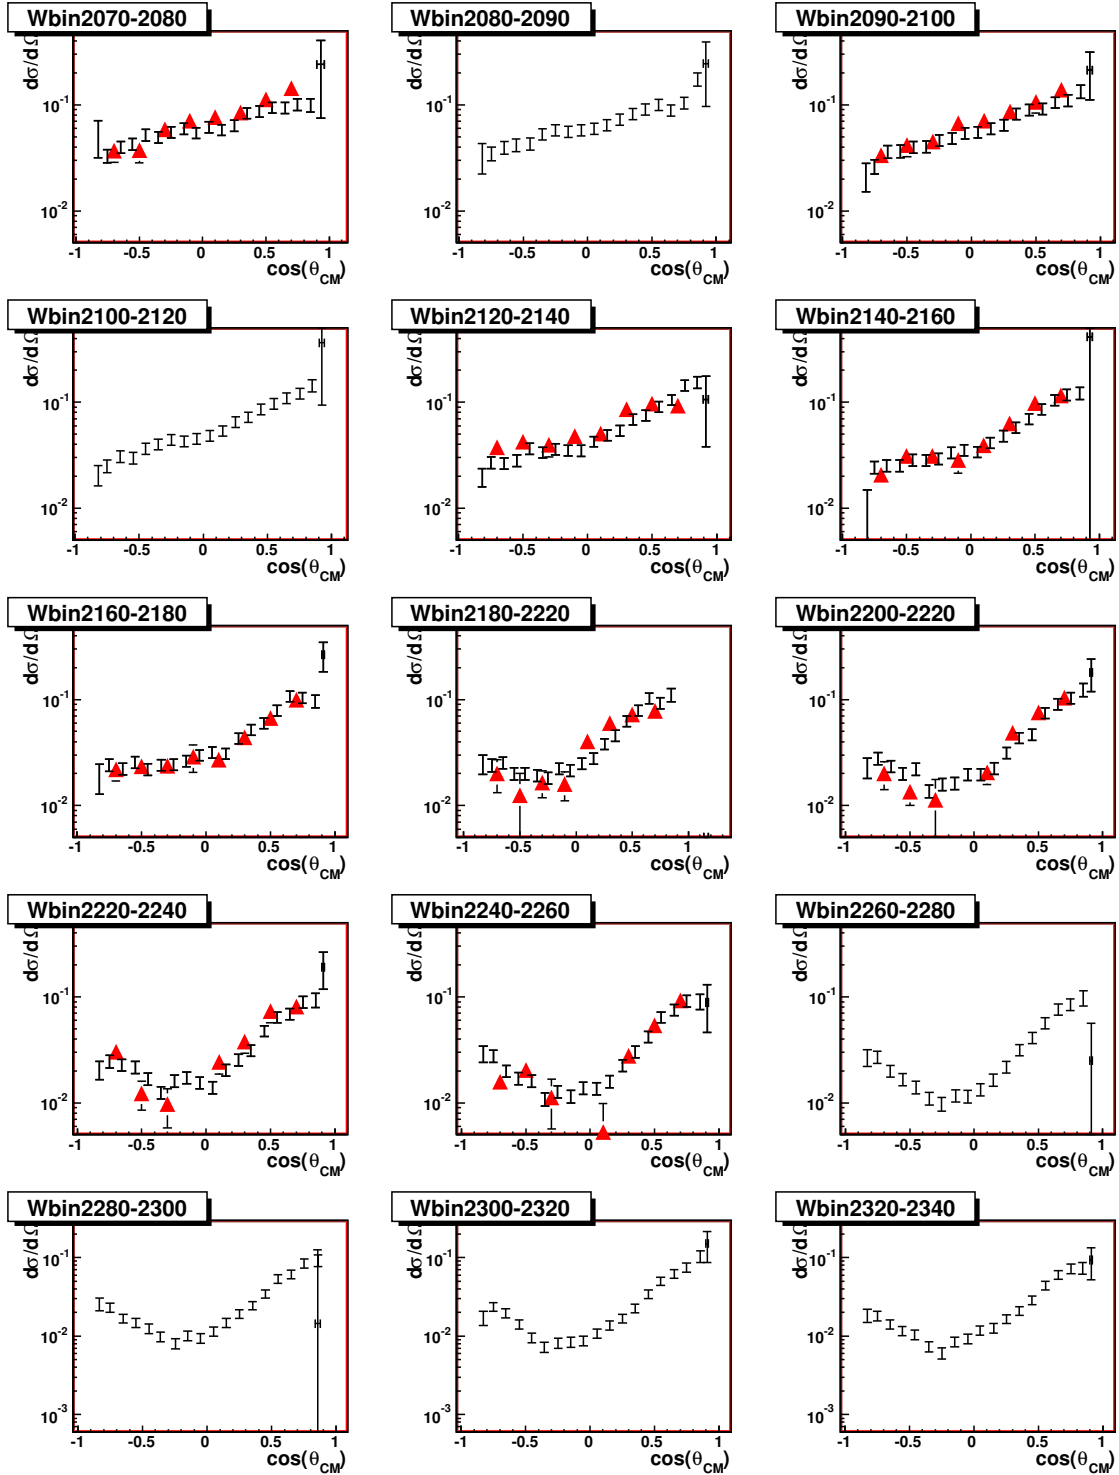 Wbin2070-2080 Wbin2080-2090 Wbin2090-2100
dσ/dΩ dσ/dΩ dσ/dΩ
10⁻¹ 10⁻¹ 10⁻¹
10⁻² 10⁻² 10⁻²
-1 -0.5 0 0.5 1 -1 -0.5 0 0.5 1 -1 -0.5 0 0.5 1
cos(θCM) cos(θCM) cos(θCM)
Wbin2100-2120 Wbin2120-2140 Wbin2140-2160
dσ/dΩ dσ/dΩ dσ/dΩ
10⁻¹ 10⁻¹ 10⁻¹
10⁻² 10⁻² 10⁻²
-1 -0.5 0 0.5 1 -1 -0.5 0 0.5 1 -1 -0.5 0 0.5 1
cos(θCM) cos(θCM) cos(θCM)
Wbin2160-2180 Wbin2180-2220 Wbin2200-2220
dσ/dΩ dσ/dΩ dσ/dΩ
10⁻¹ 10⁻¹ 10⁻¹
10⁻² 10⁻² 10⁻²
-1 -0.5 0 0.5 1 -1 -0.5 0 0.5 1 -1 -0.5 0 0.5 1
cos(θCM) cos(θCM) cos(θCM)
Wbin2220-2240 Wbin2240-2260 Wbin2260-2280
dσ/dΩ dσ/dΩ dσ/dΩ
10⁻¹ 10⁻¹ 10⁻¹
10⁻² 10⁻² 10⁻²
-1 -0.5 0 0.5 1 -1 -0.5 0 0.5 1 -1 -0.5 0 0.5 1
cos(θCM) cos(θCM) cos(θCM)
Wbin2280-2300 Wbin2300-2320 Wbin2320-2340
dσ/dΩ dσ/dΩ dσ/dΩ
10⁻¹ 10⁻¹ 10⁻¹
10⁻² 10⁻² 10⁻²
10⁻³ 10⁻³ 10⁻³
-1 -0.5 0 0.5 1 -1 -0.5 0 0.5 1 -1 -0.5 0 0.5 1
cos(θCM) cos(θCM) cos(θCM)